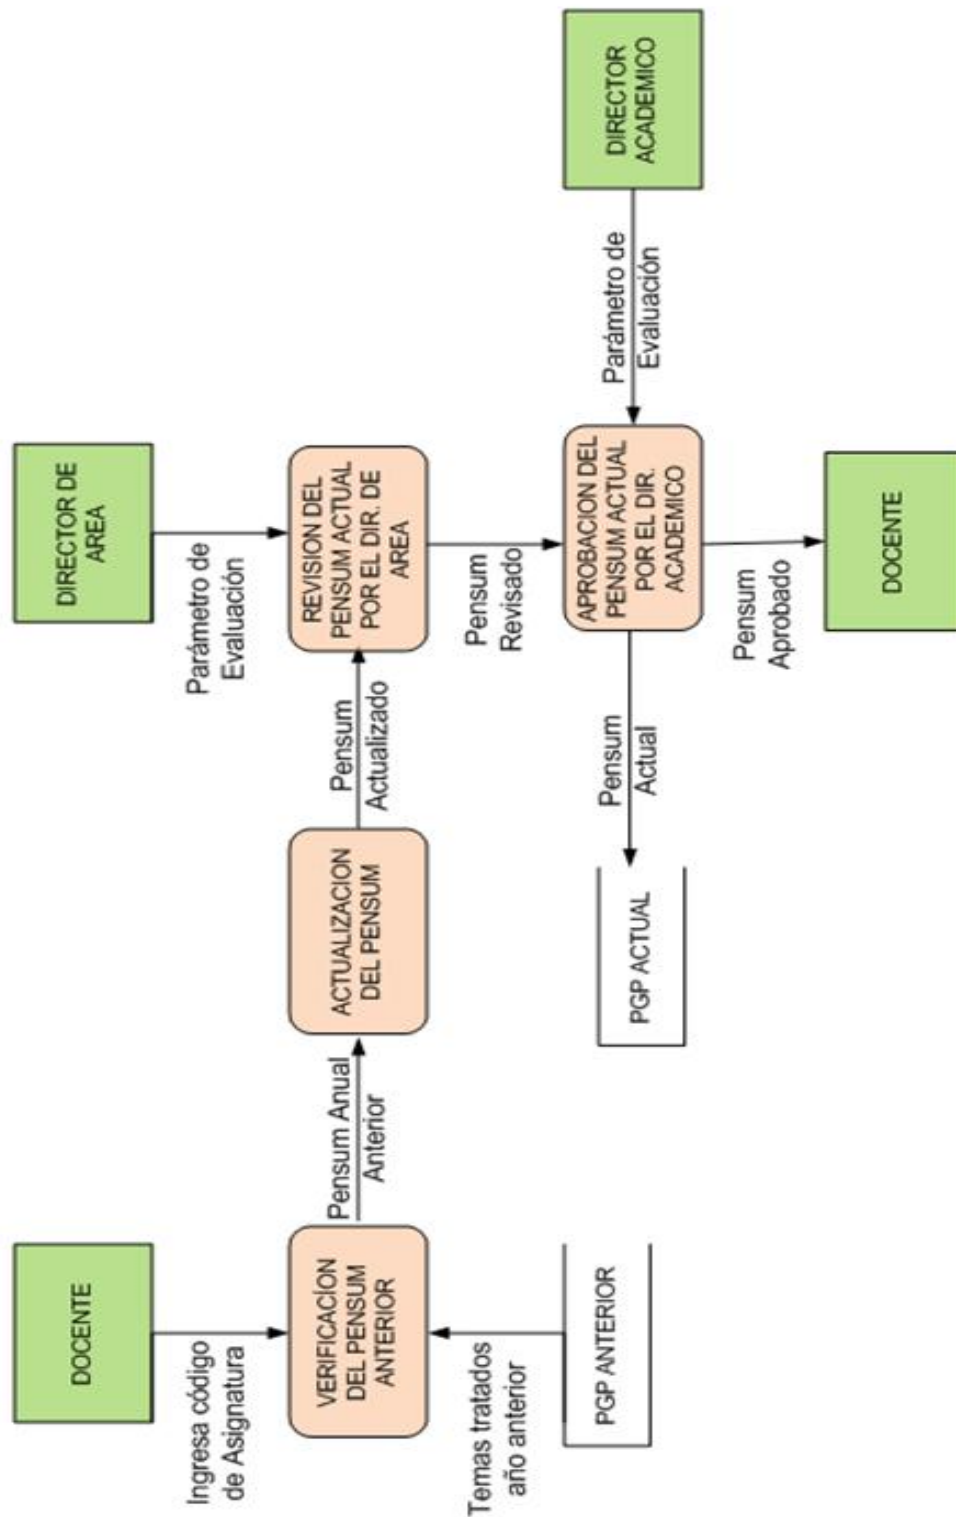 DOCENTE
Ingresa código
de Asignatura
VERIFICACION
DEL PENSUM
ANTERIOR
Temas tratados
año anterior
PGP ANTERIOR
Pensum Anual
Anterior
ACTUALIZACION
DEL PENSUM
Pensum
Actualizado
DIRECTOR DE
AREA
Parámetro de
Evaluación
REVISION DEL
PENSUM ACTUAL
POR EL DIR. DE
AREA
Pensum
Revisado
APROBACION DEL
PENSUM ACTUAL
POR EL DIR.
ACADEMICO
Pensum
Actual
PGP ACTUAL
Pensum
Aprobado
DOCENTE
Parámetro de
Evaluación
DIRECTOR
ACADEMICO